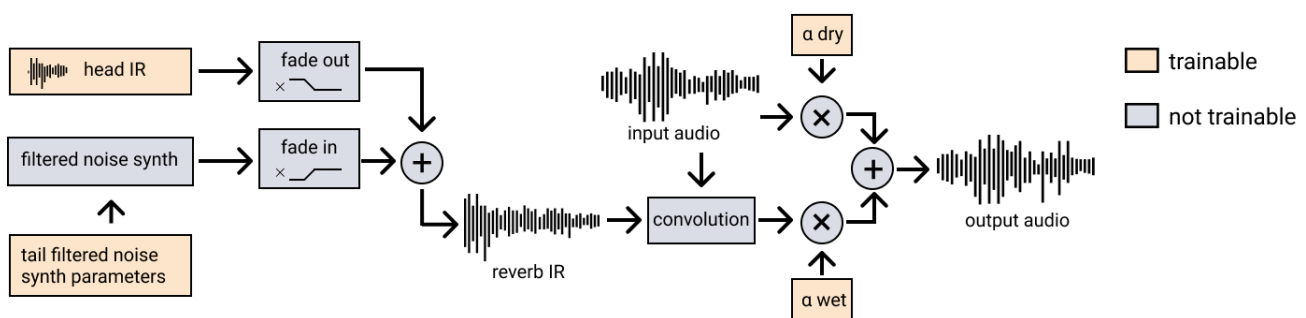 head IR
fade out
×
filtered noise synth
fade in
×
+
tail filtered noise
synth parameters
reverb IR
input audio
α dry
×
convolution
×
α wet
+
output audio
trainable
not trainable